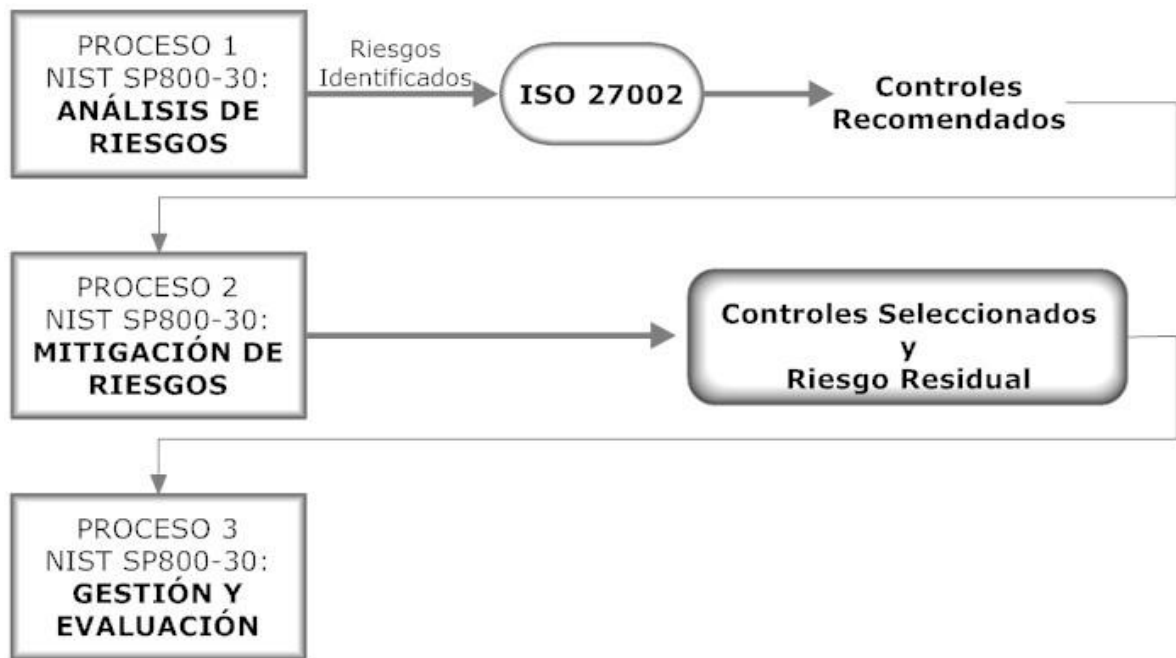 PROCESO 1
NIST SP800-30:
ANÁLISIS DE
RIESGOS
Riesgos
Identificados
ISO 27002
Controles
Recomendados
PROCESO 2
NIST SP800-30:
MITIGACIÓN DE
RIESGOS
Controles Seleccionados
y
Riesgo Residual
PROCESO 3
NIST SP800-30:
GESTIÓN Y
EVALUACIÓN